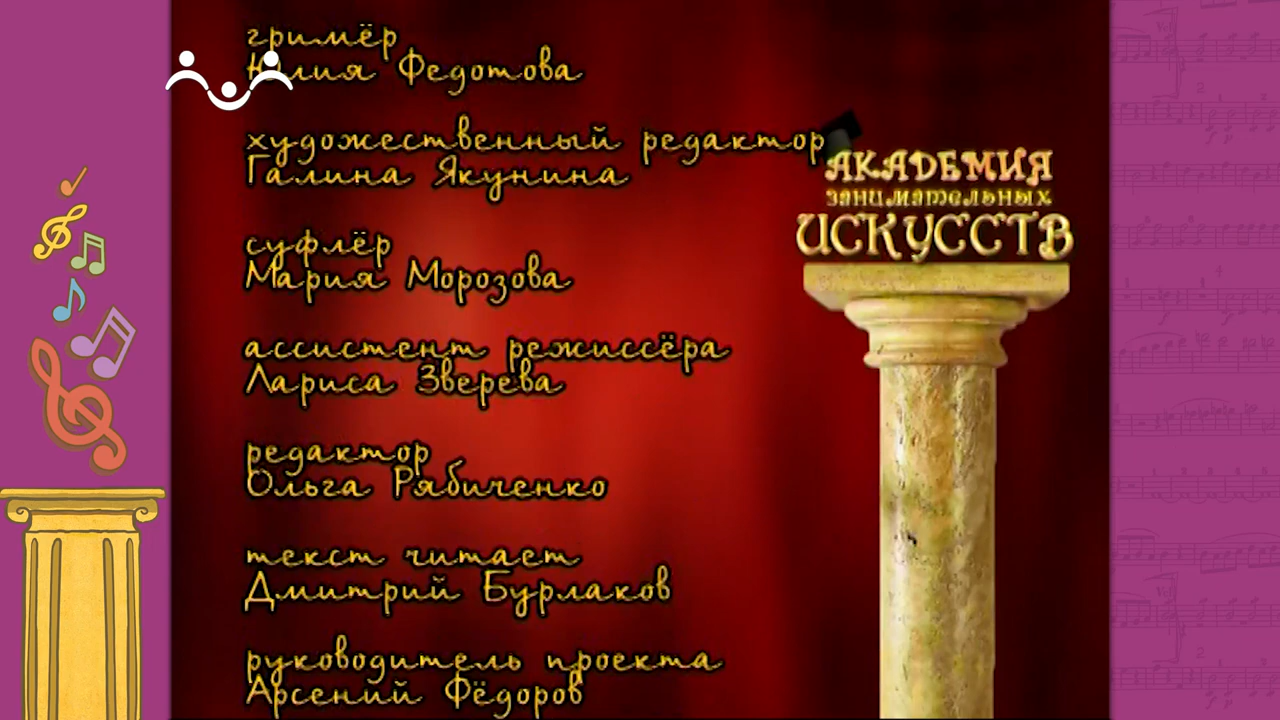 гримёр
Юлия Федотова
художественный редактор
Галина Якунина
суфлёр
Мария Морозова
ассистент режиссёра
Лариса Зверева
редактор
Ольга Рябиченко
текст читает
Дмитрий Бурлаков
руководитель проекта
Арсений Фёдоров
АКАДЕМИЯ
занимательных
ИСКУССТВ